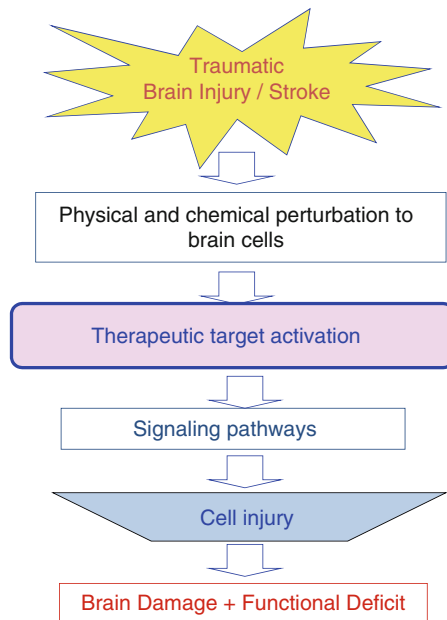 Traumatic
Brain Injury / Stroke
Physical and chemical perturbation to
brain cells
Therapeutic target activation
Signaling pathways
Cell injury
Brain Damage + Functional Deficit